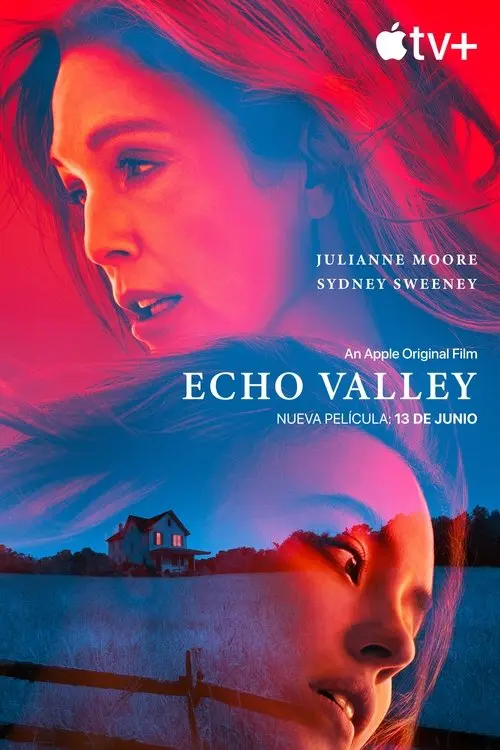 tv+
JULIANNE MOORE
SYDNEY SWEENEY
An Apple Original Film
ECHO VALLEY
NUEVA PELÍCULA: 13 DE JUNIO